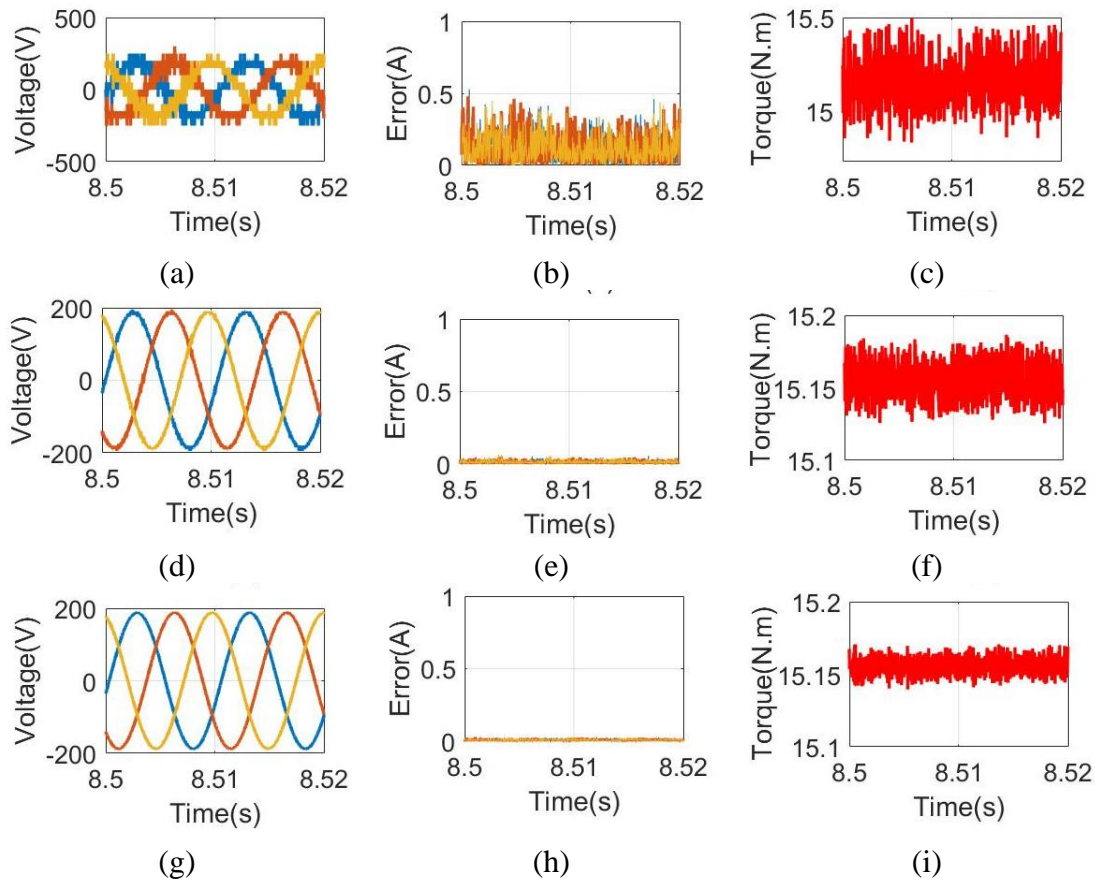 500
0
-500
Voltage(V)
8.5 8.51 8.52
Time(s)
(a)
1
0.5
0
Error(A)
8.5 8.51 8.52
Time(s)
(b)
15.5
15
Torque(N.m)
8.5 8.51 8.52
Time(s)
(c)
200
0
-200
Voltage(V)
8.5 8.51 8.52
Time(s)
(d)
1
0.5
0
Error(A)
8.5 8.51 8.52
Time(s)
(e)
15.2
15.15
15.1
Torque(N.m)
8.5 8.51 8.52
Time(s)
(f)
200
0
-200
Voltage(V)
8.5 8.51 8.52
Time(s)
(g)
1
0.5
0
Error(A)
8.5 8.51 8.52
Time(s)
(h)
15.2
15.15
15.1
Torque(N.m)
8.5 8.51 8.52
Time(s)
(i)